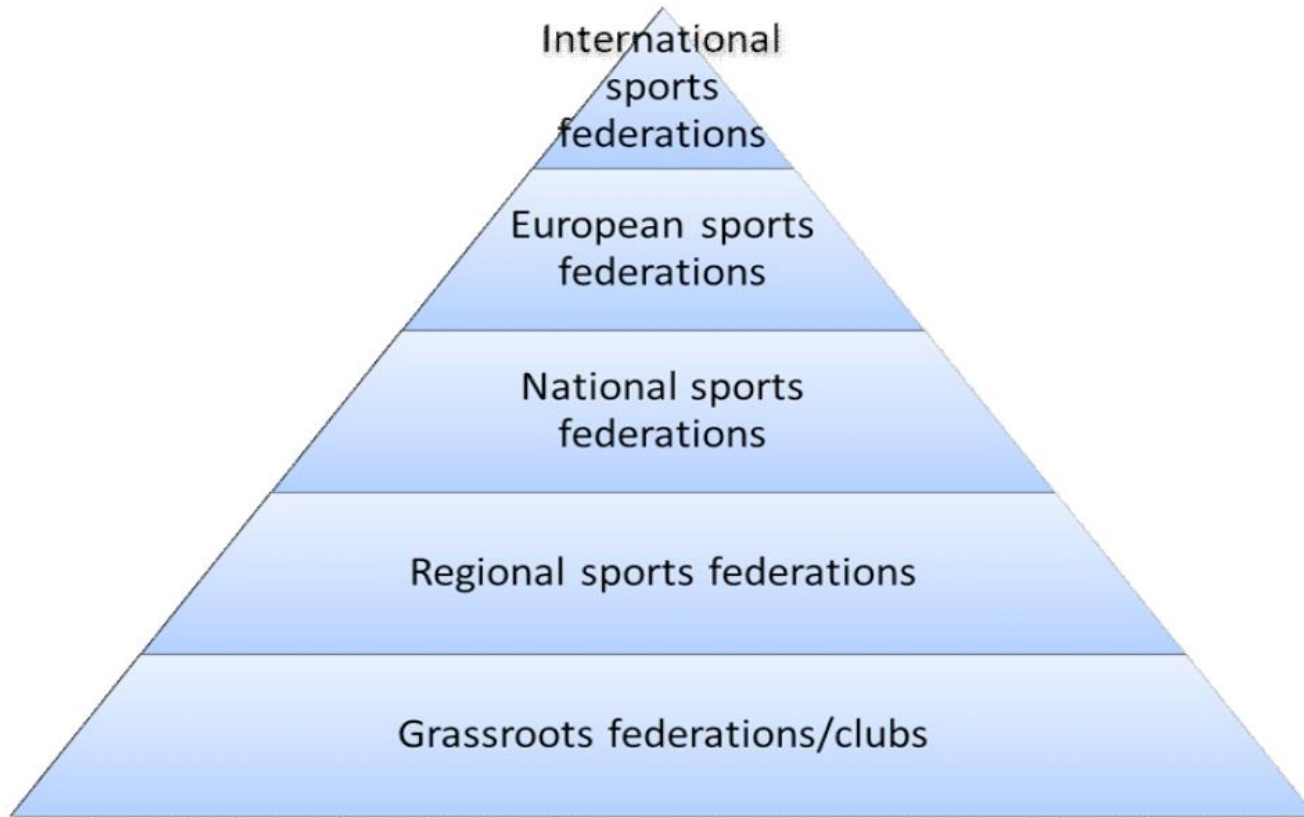 International
sports
federations
European sports
federations
National sports
federations
Regional sports federations
Grassroots federations/clubs